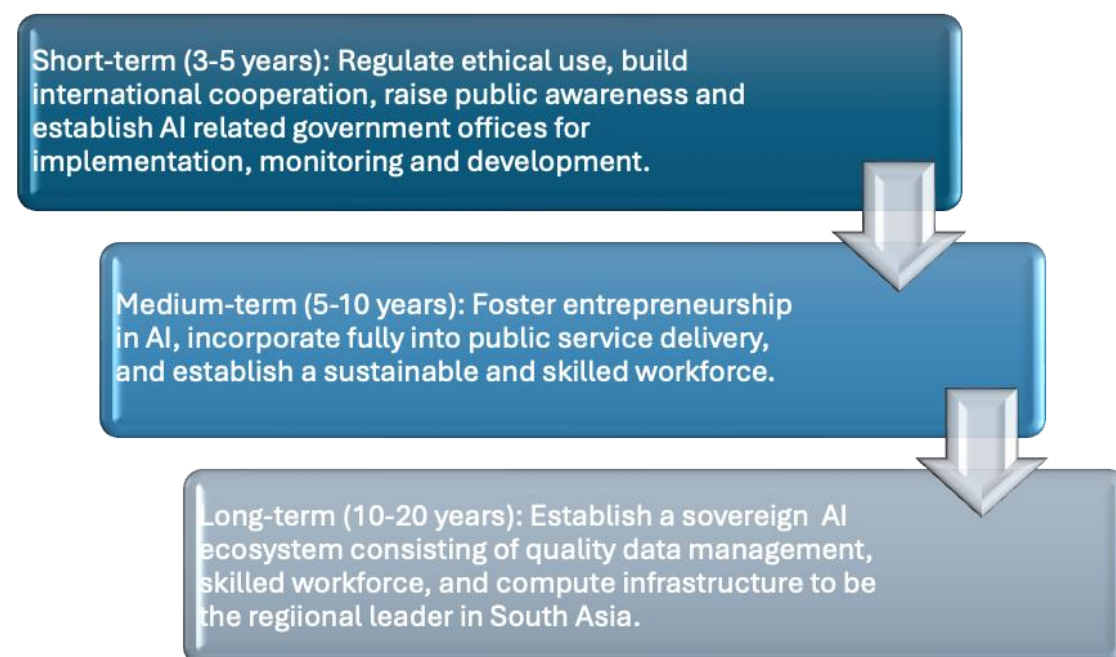 Short-term (3-5 years): Regulate ethical use, build
international cooperation, raise public awareness and
establish AI related government offices for
implementation, monitoring and development.
Medium-term (5-10 years): Foster entrepreneurship
in AI, incorporate fully into public service delivery,
and establish a sustainable and skilled workforce.
Long-term (10-20 years): Establish a sovereign AI
ecosystem consisting of quality data management,
skilled workforce, and compute infrastructure to be
the regiional leader in South Asia.